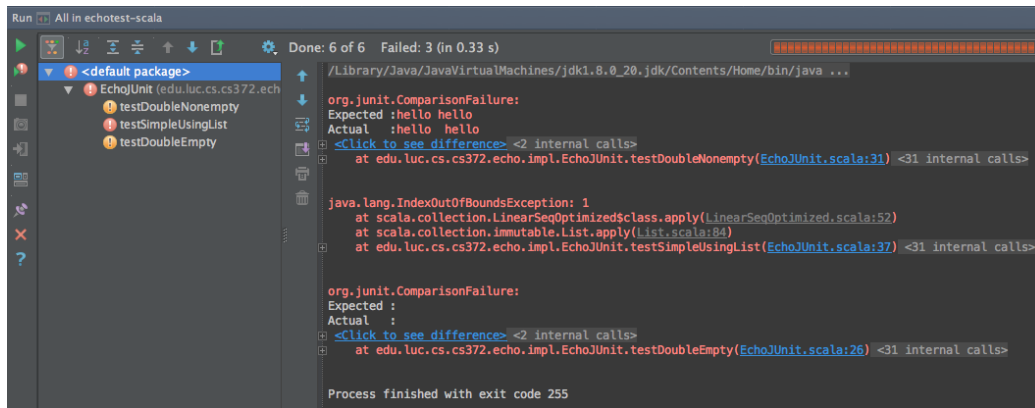 Run All in echotest-scala
Done: 6 of 6 Failed: 3 (in 0.33 s)
<default package>
EchoJUnit (edu.luc.cs.cs372.ech
testDoubleNonempty
testSimpleUsingList
testDoubleEmpty
/Library/Java/JavaVirtualMachines/jdk1.8.0_20.jdk/Contents/Home/bin/java ...
org.junit.ComparisonFailure:
Expected :hello hello
Actual   :hello  hello
<Click to see difference> <2 internal calls>
at edu.luc.cs.cs372.echo.impl.EchoJUnit.testDoubleNonempty(EchoJUnit.scala:31) <31 internal calls>
java.lang.IndexOutOfBoundsException: 1
at scala.collection.LinearSeqOptimized$class.apply(LinearSeqOptimized.scala:52)
at scala.collection.immutable.List.apply(List.scala:84)
at edu.luc.cs.cs372.echo.impl.EchoJUnit.testSimpleUsingList(EchoJUnit.scala:37) <31 internal calls>
org.junit.ComparisonFailure:
Expected :
Actual   :
<Click to see difference> <2 internal calls>
at edu.luc.cs.cs372.echo.impl.EchoJUnit.testDoubleEmpty(EchoJUnit.scala:26) <31 internal calls>
Process finished with exit code 255